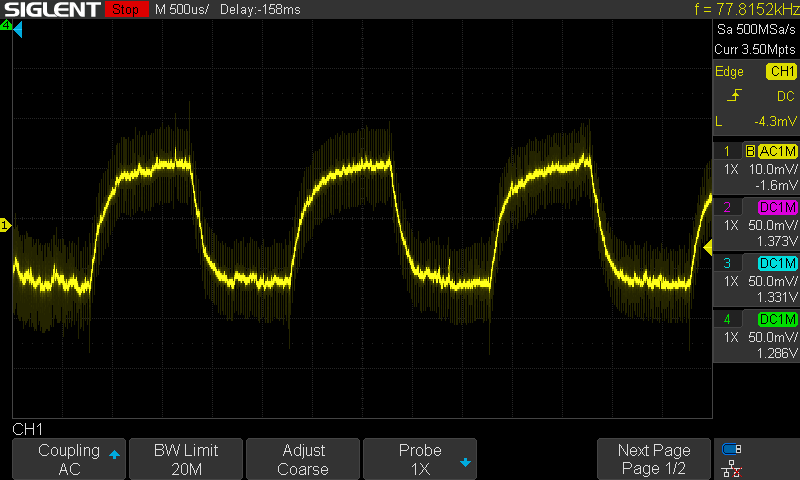 SIGLENT Stop M 500us/ Delay:-158ms f = 77.8152kHz
Sa 500MSa/s
Curr 3.50Mpts
Edge CH1
DC
L -4.3mV
1 B AC1M
1X 10.0mV/
-1.6mV
2 DC1M
1X 50.0mV/
1.373V
3 DC1M
1X 50.0mV/
1.331V
4 DC1M
1X 50.0mV/
1.286V
4
1
CH1
Coupling
AC
BW Limit
20M
Adjust
Coarse
Probe
1X
Next Page
Page 1/2